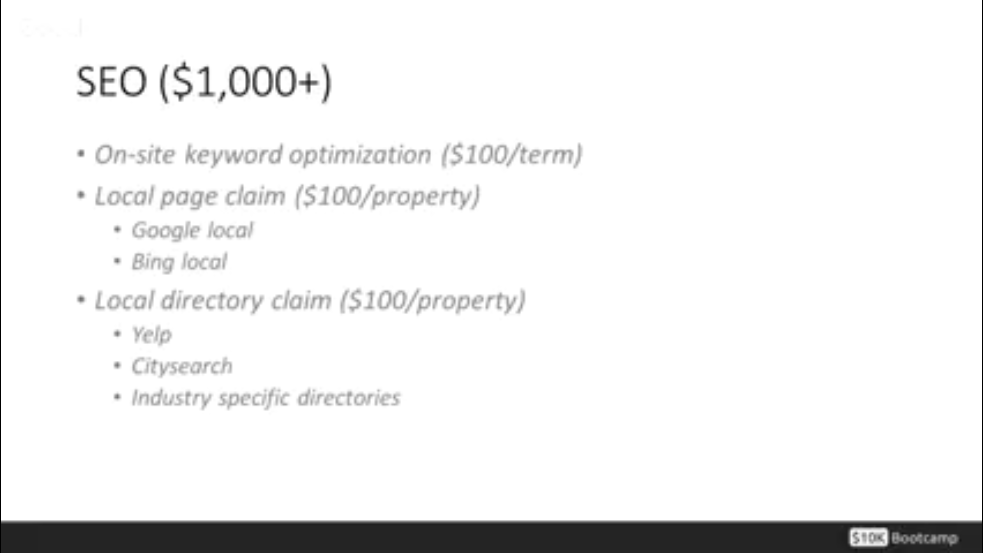 SEO ($1,000+)
• On-site keyword optimization ($100/term)
• Local page claim ($100/property)
• Google local
• Bing local
• Local directory claim ($100/property)
• Yelp
• Citysearch
• Industry specific directories
$10K Bootcamp